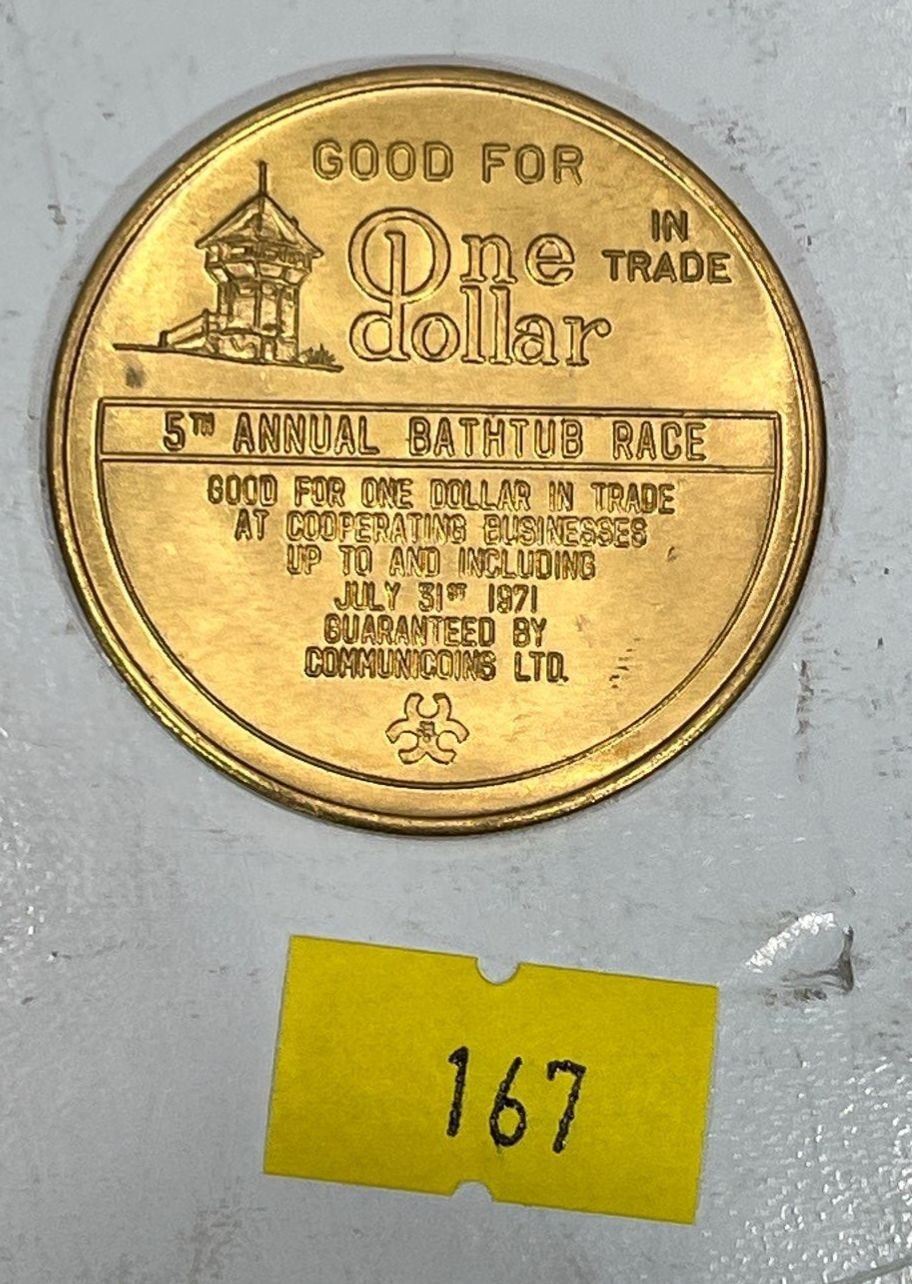 GOOD FOR
One
dollar
IN
TRADE
5TH ANNUAL BATHTUB RACE
GOOD FOR ONE DOLLAR IN TRADE
AT COOPERATING BUSINESSES
UP TO AND INCLUDING
JULY 31ST 1971
GUARANTEED BY
COMMUNICOINS LTD.
167